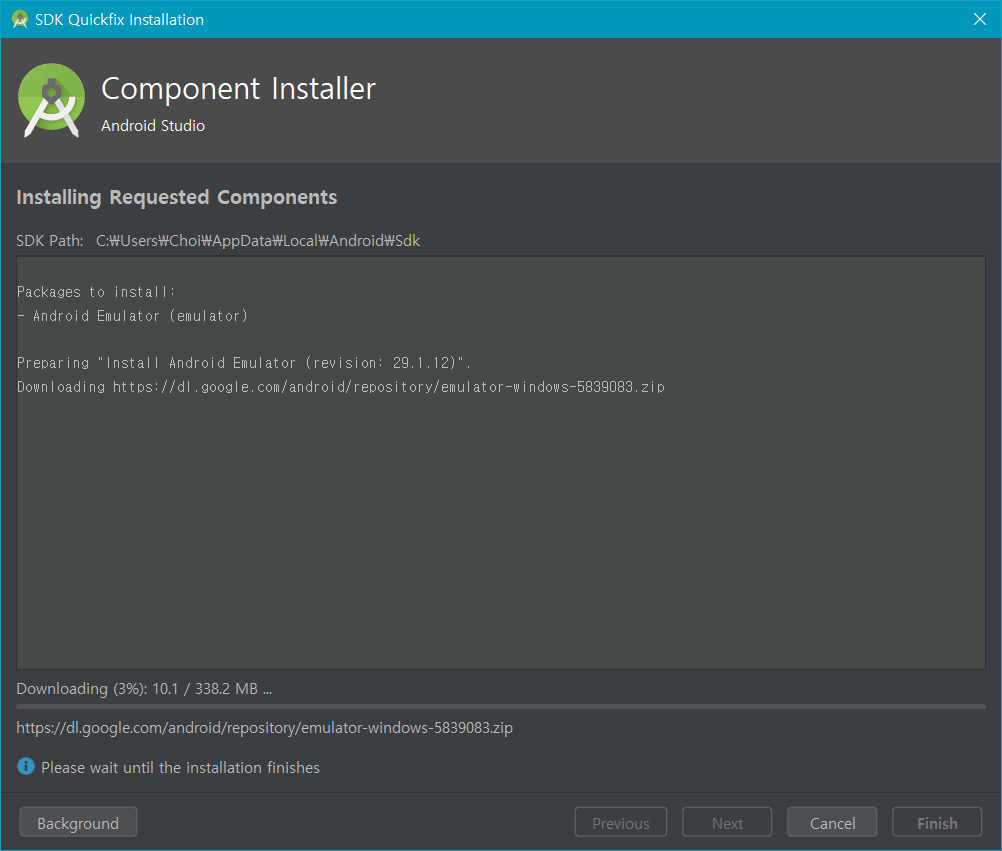 SDK Quickfix Installation
Component Installer
Android Studio
Installing Requested Components
SDK Path: C:₩Users₩Choi₩AppData₩Local₩Android₩Sdk
Packages to install:
- Android Emulator (emulator)
Preparing "Install Android Emulator (revision: 29.1.12)".
Downloading https://dl.google.com/android/repository/emulator-windows-5839083.zip
Downloading (3%): 10.1 / 338.2 MB ...
https://dl.google.com/android/repository/emulator-windows-5839083.zip
Please wait until the installation finishes
Background Previous Next Cancel Finish